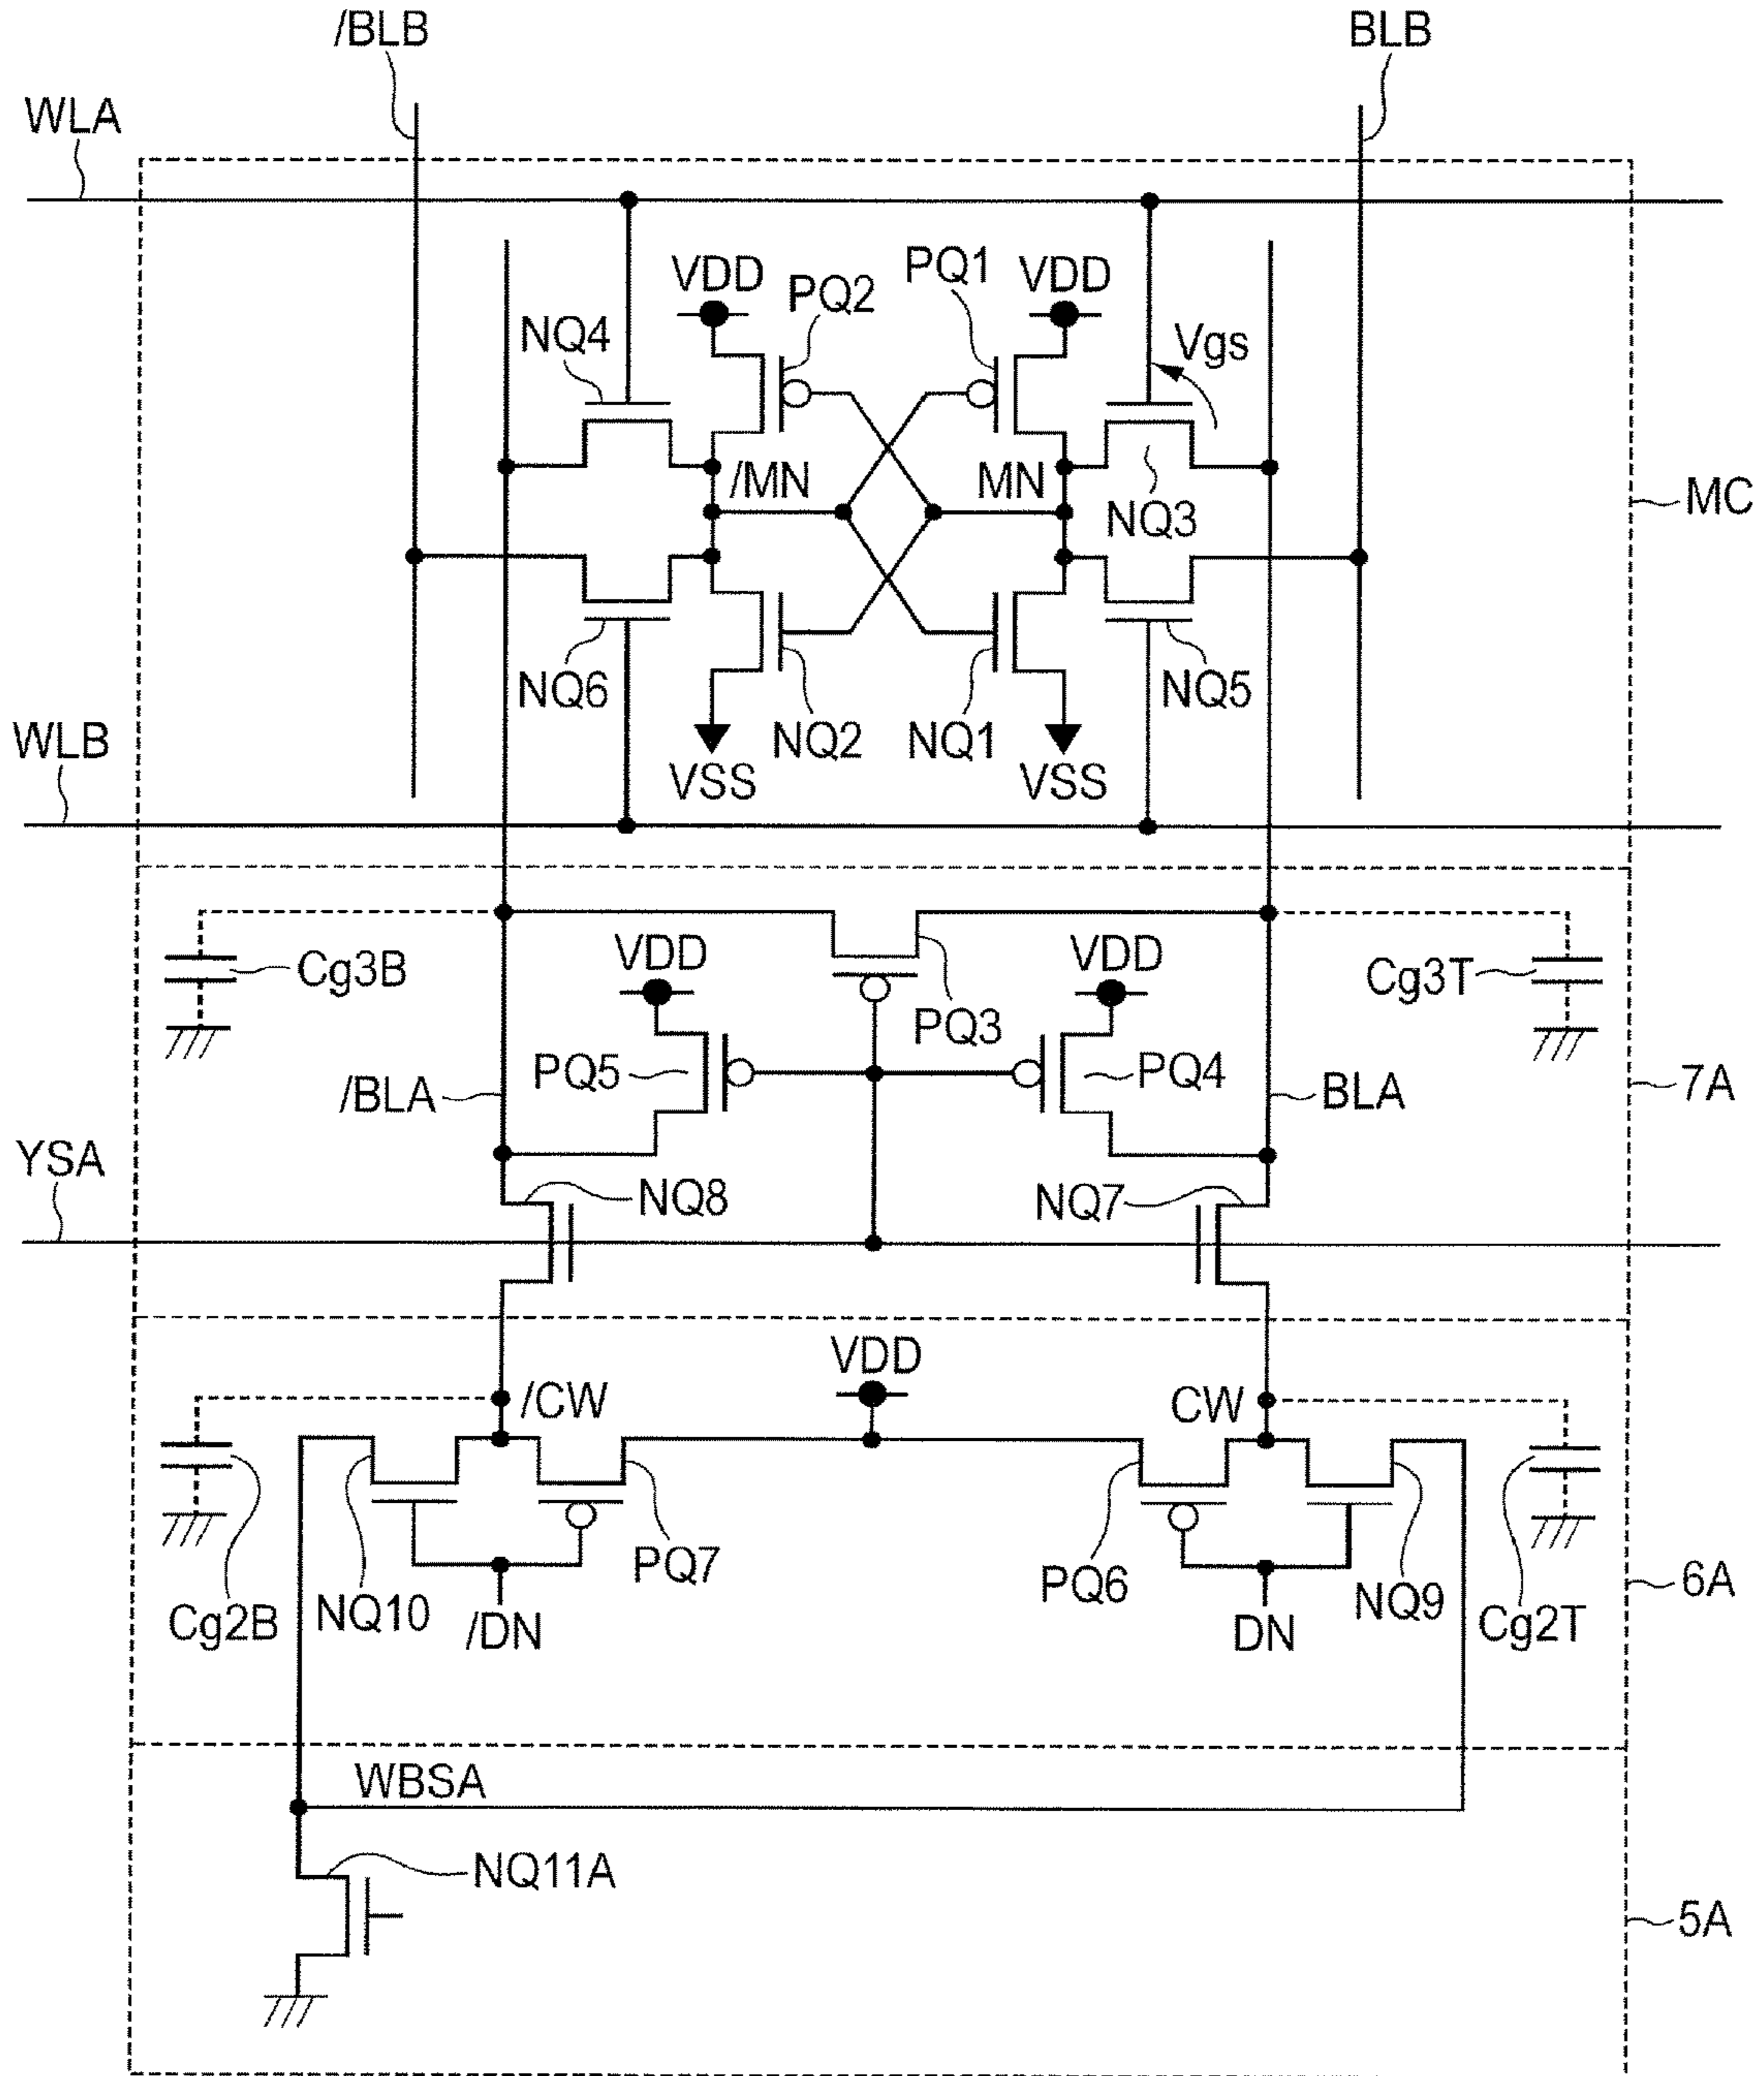 /BLB
BLB
WLA
VDD
PQ2
PQ1
VDD
NQ4
Vgs
/MN
MN
NQ3
MC
NQ6
NQ5
NQ2
NQ1
WLB
VSS
VSS
Cg3B
VDD
VDD
Cg3T
PQ3
PQ5
PQ4
/BLA
BLA
7A
YSA
NQ8
NQ7
VDD
/CW
CW
PQ7
PQ6
NQ10
NQ9
6A
Cg2B
/DN
DN
Cg2T
WBSA
NQ11A
5A